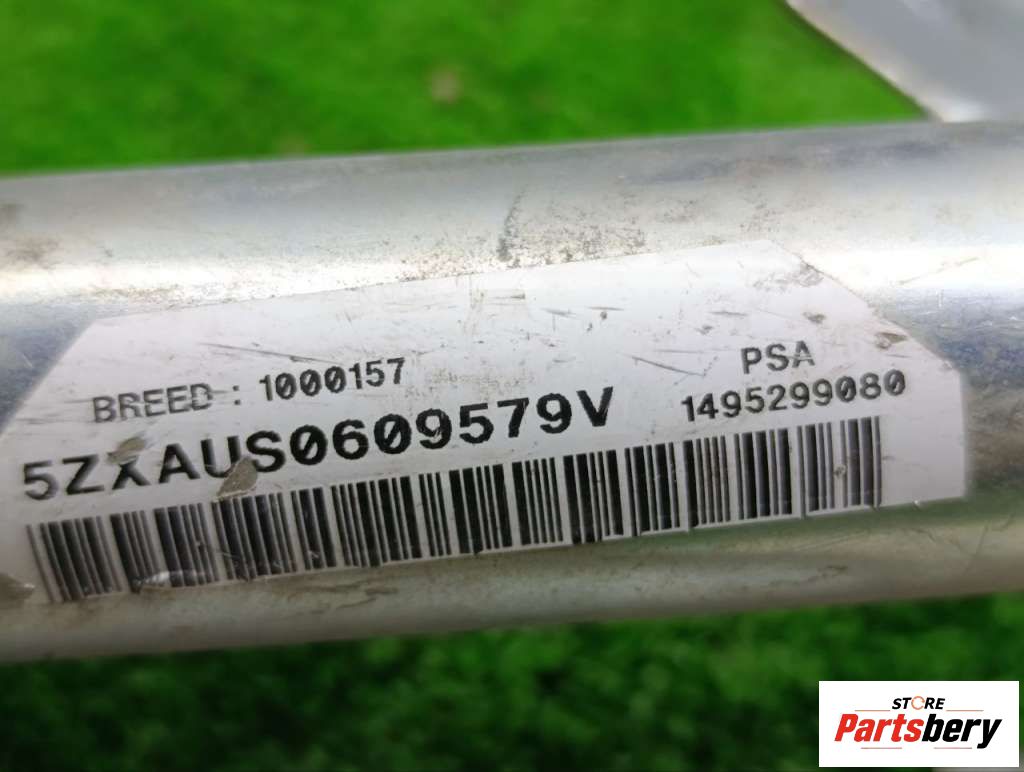 BREED : 1000157
PSA
5ZXAUS0609579V
1495299080
STORE
Partsbery